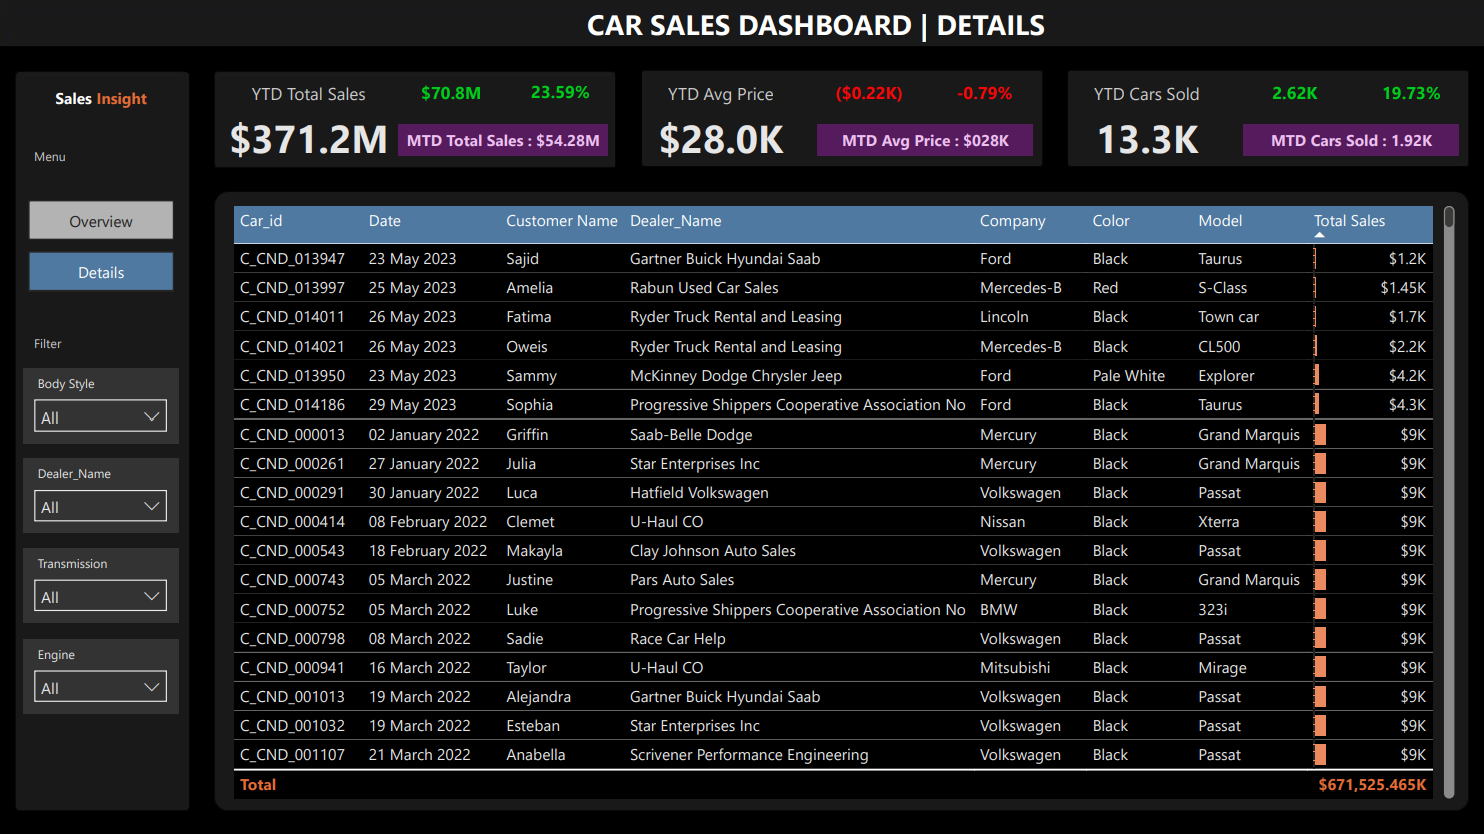 CAR SALES DASHBOARD | DETAILS
Sales Insight
Menu
Overview
Details
Filter
Body Style
All
Dealer_Name
All
Transmission
All
Engine
All
YTD Total Sales $70.8M 23.59%
$371.2M MTD Total Sales : $54.28M
YTD Avg Price ($0.22K) -0.79%
$28.0K MTD Avg Price : $028K
YTD Cars Sold 2.62K 19.73%
13.3K MTD Cars Sold : 1.92K
Car_id Date Customer Name Dealer_Name Company Color Model Total Sales
C_CND_013947 23 May 2023 Sajid Gartner Buick Hyundai Saab Ford Black Taurus $1.2K
C_CND_013997 25 May 2023 Amelia Rabun Used Car Sales Mercedes-B Red S-Class $1.45K
C_CND_014011 26 May 2023 Fatima Ryder Truck Rental and Leasing Lincoln Black Town car $1.7K
C_CND_014021 26 May 2023 Oweis Ryder Truck Rental and Leasing Mercedes-B Black CL500 $2.2K
C_CND_013950 23 May 2023 Sammy McKinney Dodge Chrysler Jeep Ford Pale White Explorer $4.2K
C_CND_014186 29 May 2023 Sophia Progressive Shippers Cooperative Association No Ford Black Taurus $4.3K
C_CND_000013 02 January 2022 Griffin Saab-Belle Dodge Mercury Black Grand Marquis $9K
C_CND_000261 27 January 2022 Julia Star Enterprises Inc Mercury Black Grand Marquis $9K
C_CND_000291 30 January 2022 Luca Hatfield Volkswagen Volkswagen Black Passat $9K
C_CND_000414 08 February 2022 Clemet U-Haul CO Nissan Black Xterra $9K
C_CND_000543 18 February 2022 Makayla Clay Johnson Auto Sales Volkswagen Black Passat $9K
C_CND_000743 05 March 2022 Justine Pars Auto Sales Mercury Black Grand Marquis $9K
C_CND_000752 05 March 2022 Luke Progressive Shippers Cooperative Association No BMW Black 323i $9K
C_CND_000798 08 March 2022 Sadie Race Car Help Volkswagen Black Passat $9K
C_CND_000941 16 March 2022 Taylor U-Haul CO Mitsubishi Black Mirage $9K
C_CND_001013 19 March 2022 Alejandra Gartner Buick Hyundai Saab Volkswagen Black Passat $9K
C_CND_001032 19 March 2022 Esteban Star Enterprises Inc Volkswagen Black Passat $9K
C_CND_001107 21 March 2022 Anabella Scrivener Performance Engineering Volkswagen Black Passat $9K
Total $671,525.465K